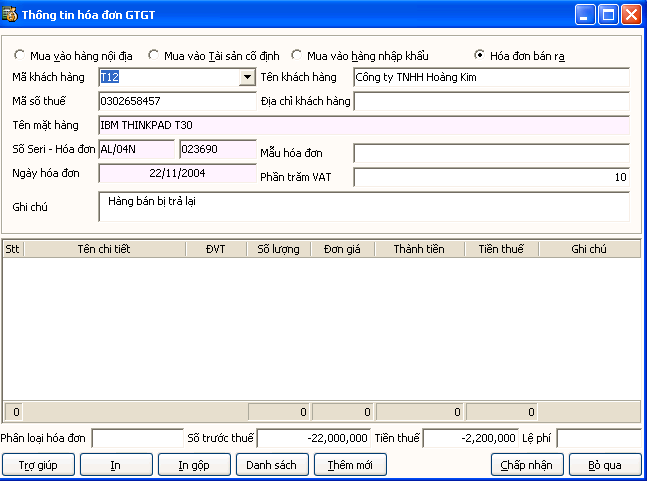 Thông tin hóa đơn GTGT
Mua vào hàng nội địa Mua vào Tài sản cố định Mua vào hàng nhập khẩu Hóa đơn bán ra
Mã khách hàng T12 Tên khách hàng Công ty TNHH Hoàng Kim
Mã số thuế 0302658457 Địa chỉ khách hàng
Tên mặt hàng IBM THINKPAD T30
Số Seri - Hóa đơn AL/04N 023690 Mẫu hóa đơn
Ngày hóa đơn 22/11/2004 Phần trăm VAT 10
Ghi chú Hàng bán bị trả lại
Stt Tên chi tiết ĐVT Số lượng Đơn giá Thành tiền Tiền thuế Ghi chú
0 0 0 0 0
Phân loại hóa đơn Số trước thuế -22,000,000 Tiền thuế -2,200,000 Lệ phí
Trợ giúp In In gộp Danh sách Thêm mới Chấp nhận Bỏ qua